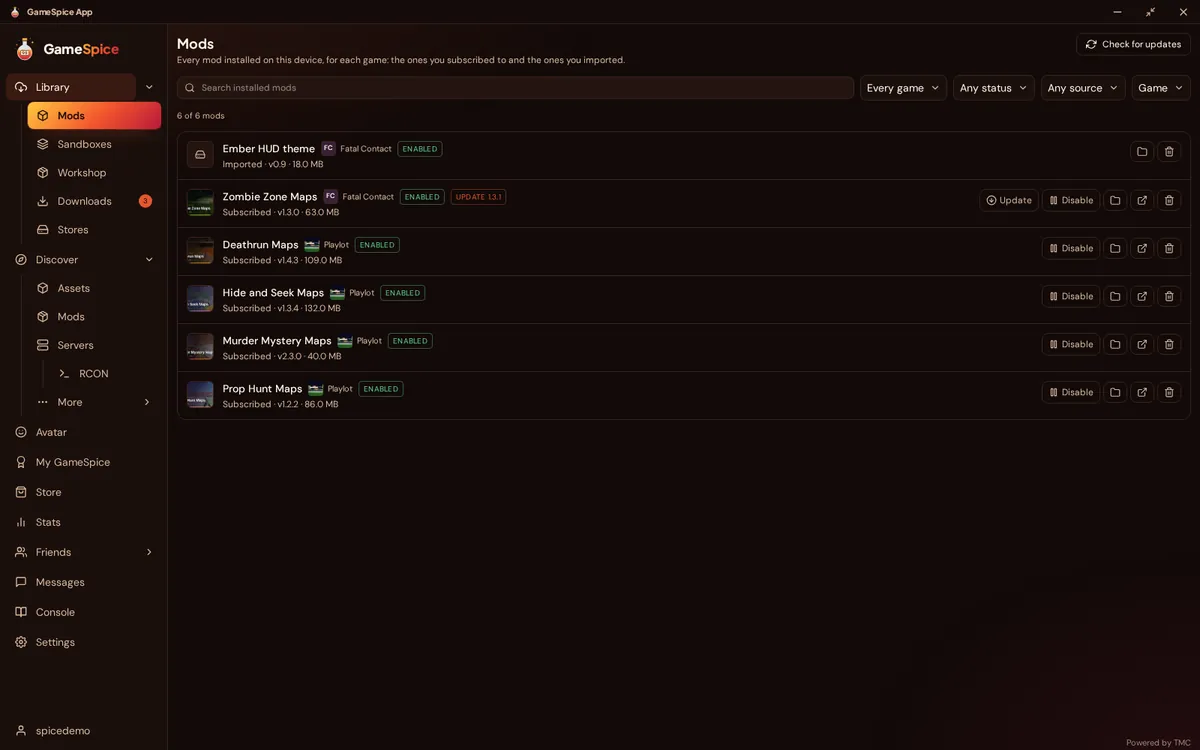 GameSpice App
GameSpice
Library
Mods
Sandboxes
Workshop
Downloads 3
Stores
Discover
Assets
Mods
Servers
RCON
More
Avatar
My GameSpice
Store
Stats
Friends
Messages
Console
Settings
spicedemo
Mods
Every mod installed on this device, for each game: the ones you subscribed to and the ones you imported.
Check for updates
Search installed mods
Every game
Any status
Any source
Game
6 of 6 mods
Ember HUD theme FC Fatal Contact ENABLED
Imported · v0.9 · 18.0 MB
Zombie Zone Maps FC Fatal Contact ENABLED UPDATE 1.3.1
Subscribed · v1.3.0 · 63.0 MB
Update Disable
Deathrun Maps Playlot ENABLED
Subscribed · v1.4.3 · 109.0 MB
Disable
Hide and Seek Maps Playlot ENABLED
Subscribed · v1.3.4 · 132.0 MB
Disable
Murder Mystery Maps Playlot ENABLED
Subscribed · v2.3.0 · 40.0 MB
Disable
Prop Hunt Maps Playlot ENABLED
Subscribed · v1.2.2 · 86.0 MB
Disable
Powered by TMC